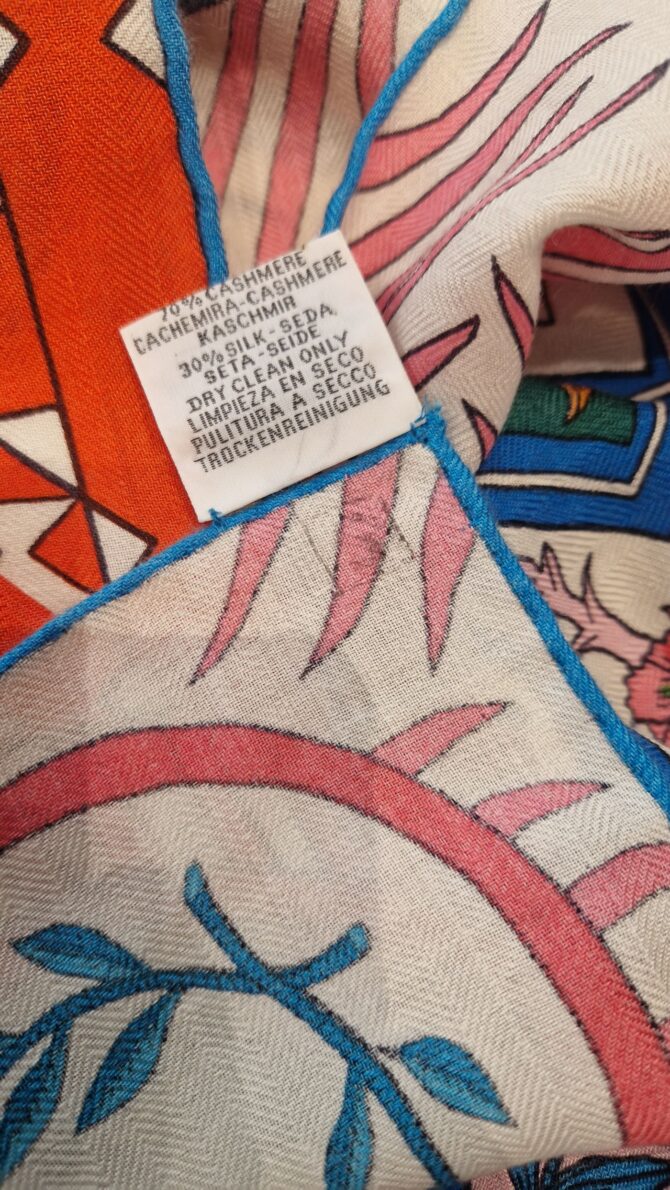 70% CASHMERE
CACHEMIRA-CASHMERE
KASCHMIR
30% SILK-SEDA
SETA-SEIDE
DRY CLEAN ONLY
LIMPIEZA EN SECO
PULITURA A SECCO
TROCKENREINIGUNG